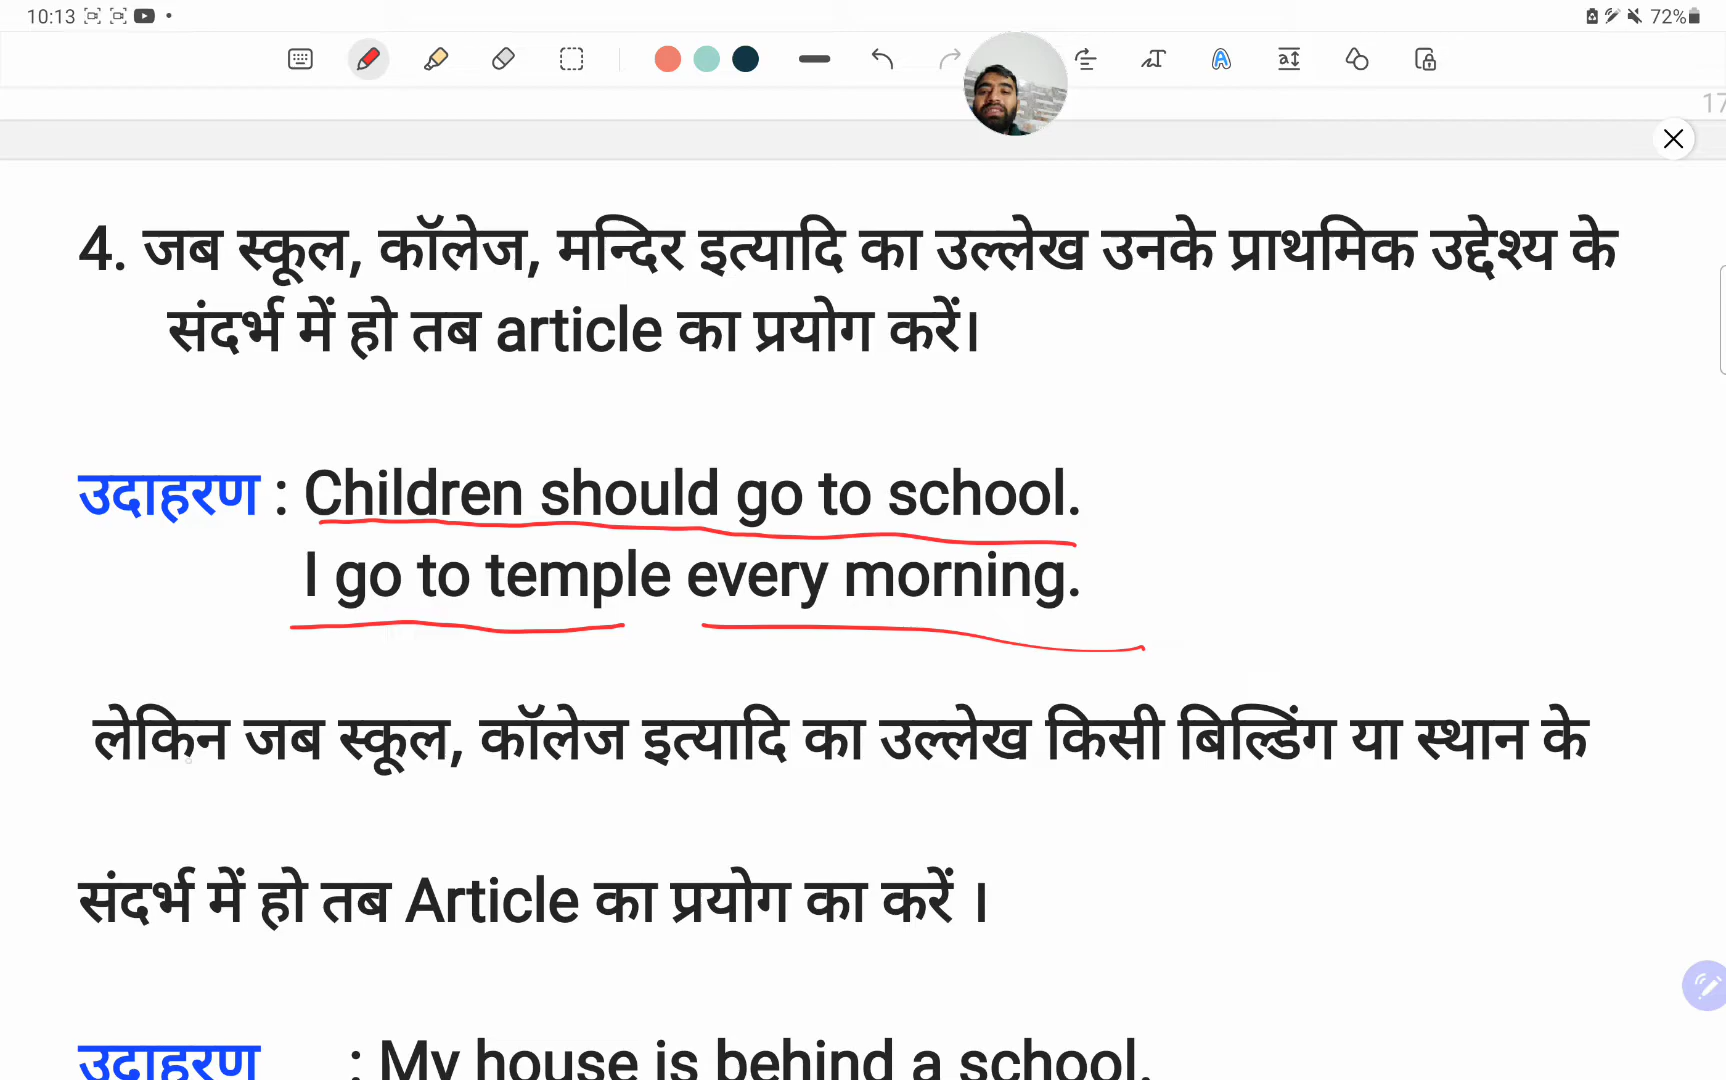 10:13
72%
17
4. जब स्कूल, कॉलेज, मन्दिर इत्यादि का उल्लेख उनके प्राथमिक उद्देश्य के
संदर्भ में हो तब article का प्रयोग करें।
उदाहरण : Children should go to school.
I go to temple every morning.
लेकिन जब स्कूल, कॉलेज इत्यादि का उल्लेख किसी बिल्डिंग या स्थान के
संदर्भ में हो तब Article का प्रयोग का करें ।
उदाहरण : My house is behind a school.